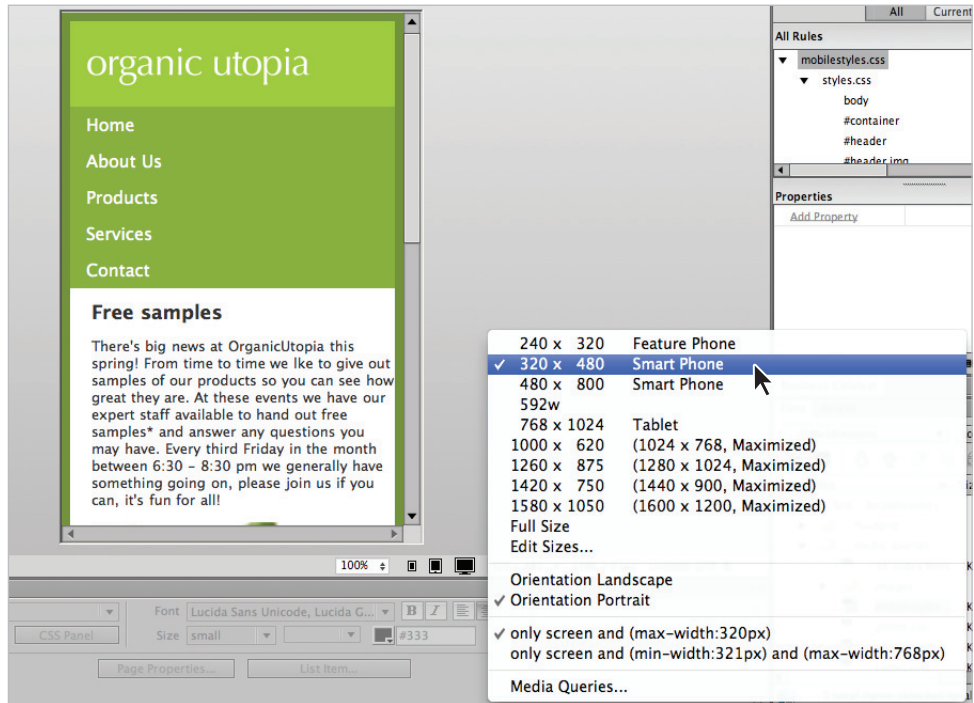 organic utopia
Home
About Us
Products
Services
Contact
Free samples
There's big news at OrganicUtopia this
spring! From time to time we lke to give out
samples of our products so you can see how
great they are. At these events we have our
expert staff available to hand out free
samples* and answer any questions you
may have. Every third Friday in the month
between 6:30 – 8:30 pm we generally have
something going on, please join us if you
can, it's fun for all!
100%
All Current
All Rules
mobilestyles.css
styles.css
body
#container
#header
#header img
Properties
Add Property
240 x 320 Feature Phone
✓ 320 x 480 Smart Phone
480 x 800 Smart Phone
592w
768 x 1024 Tablet
1000 x 620 (1024 x 768, Maximized)
1260 x 875 (1280 x 1024, Maximized)
1420 x 750 (1440 x 900, Maximized)
1580 x 1050 (1600 x 1200, Maximized)
Full Size
Edit Sizes...
Orientation Landscape
✓ Orientation Portrait
✓ only screen and (max-width:320px)
only screen and (min-width:321px) and (max-width:768px)
Media Queries...
Font Lucida Sans Unicode, Lucida G... B I
CSS Panel Size small #333
Page Properties... List Item...